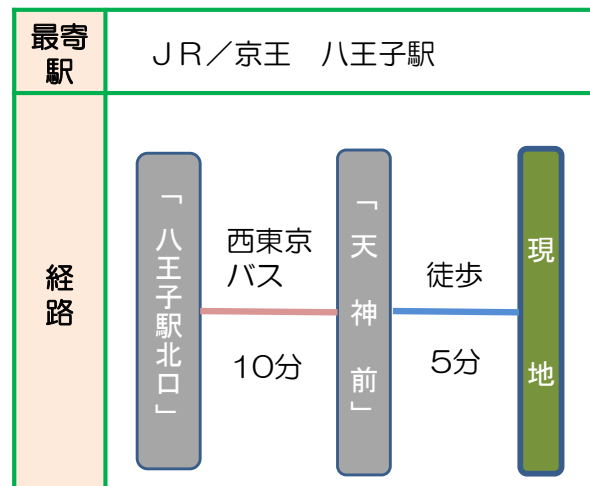 最寄
駅
ＪＲ／京王　八王子駅
経
路
「八王子駅北口」
西東京
バス
10分
「天神前」
徒歩
5分
現地